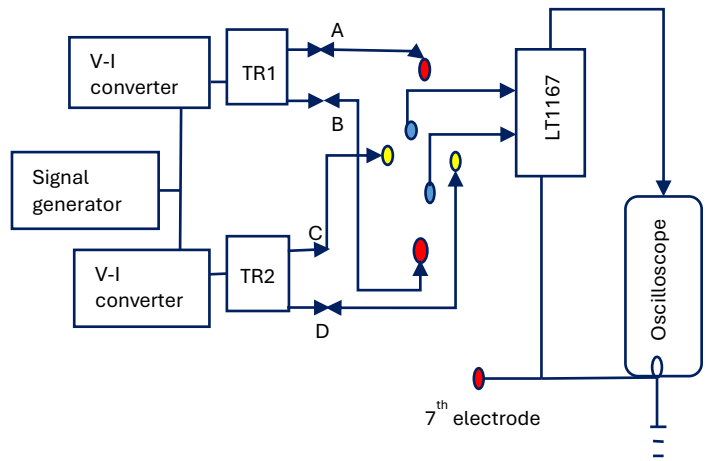 A
V-I
converter
TR1
LT1167
B
Signal
generator
C
V-I
converter
TR2
D
Oscilloscope
7th electrode